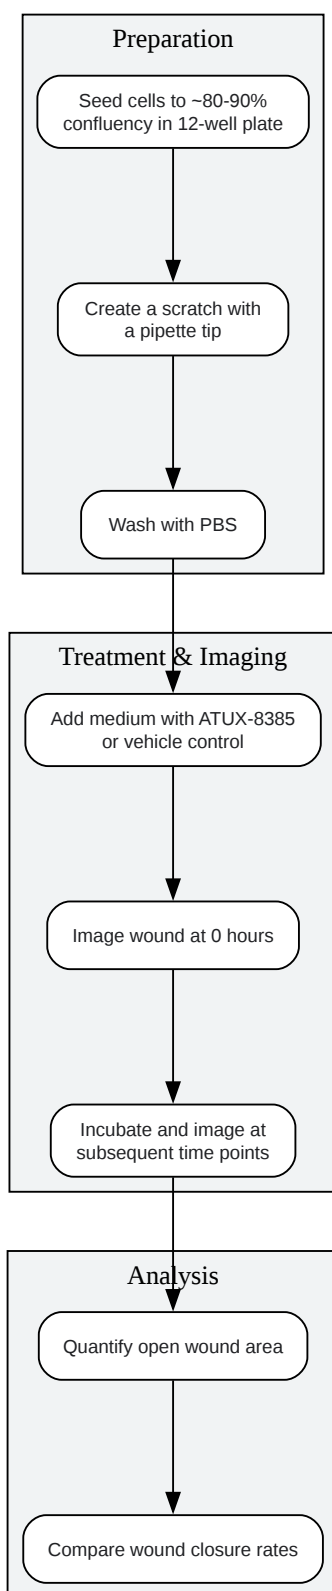 Preparation
Seed cells to ~80-90%
confluency in 12-well plate
Create a scratch with
a pipette tip
Wash with PBS
Treatment & Imaging
Add medium with ATUX-8385
or vehicle control
Image wound at 0 hours
Incubate and image at
subsequent time points
Analysis
Quantify open wound area
Compare wound closure rates